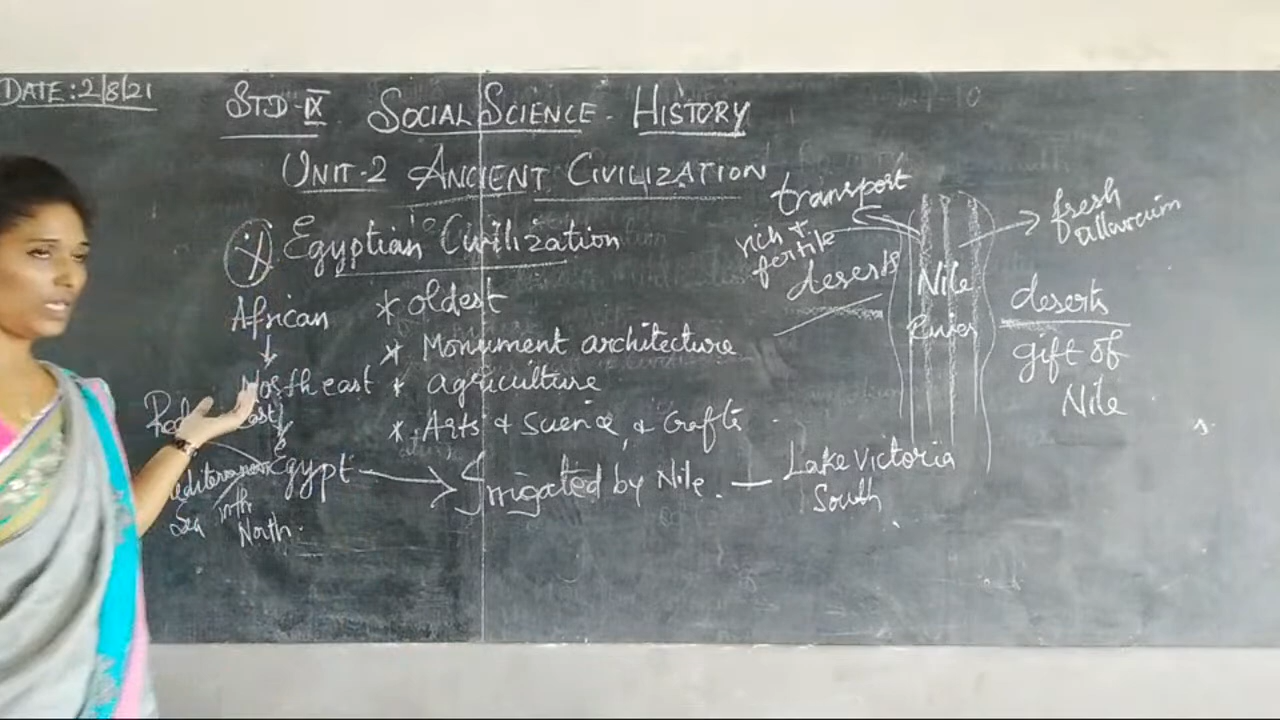 DATE: 2/8/21
STD-IX SOCIAL SCIENCE - HISTORY
UNIT-2 ANCIENT CIVILIZATION
Egyptian Civilization
African
North east
Egypt
Sea
North.
* oldest
* Monument architecture
* agriculture
* Arts & Science, & Crafts
Irrigated by Nile. — Lake Victoria
South
transport
rich &
fertile
deserts
Nile
River
fresh
deserts
gift of
Nile